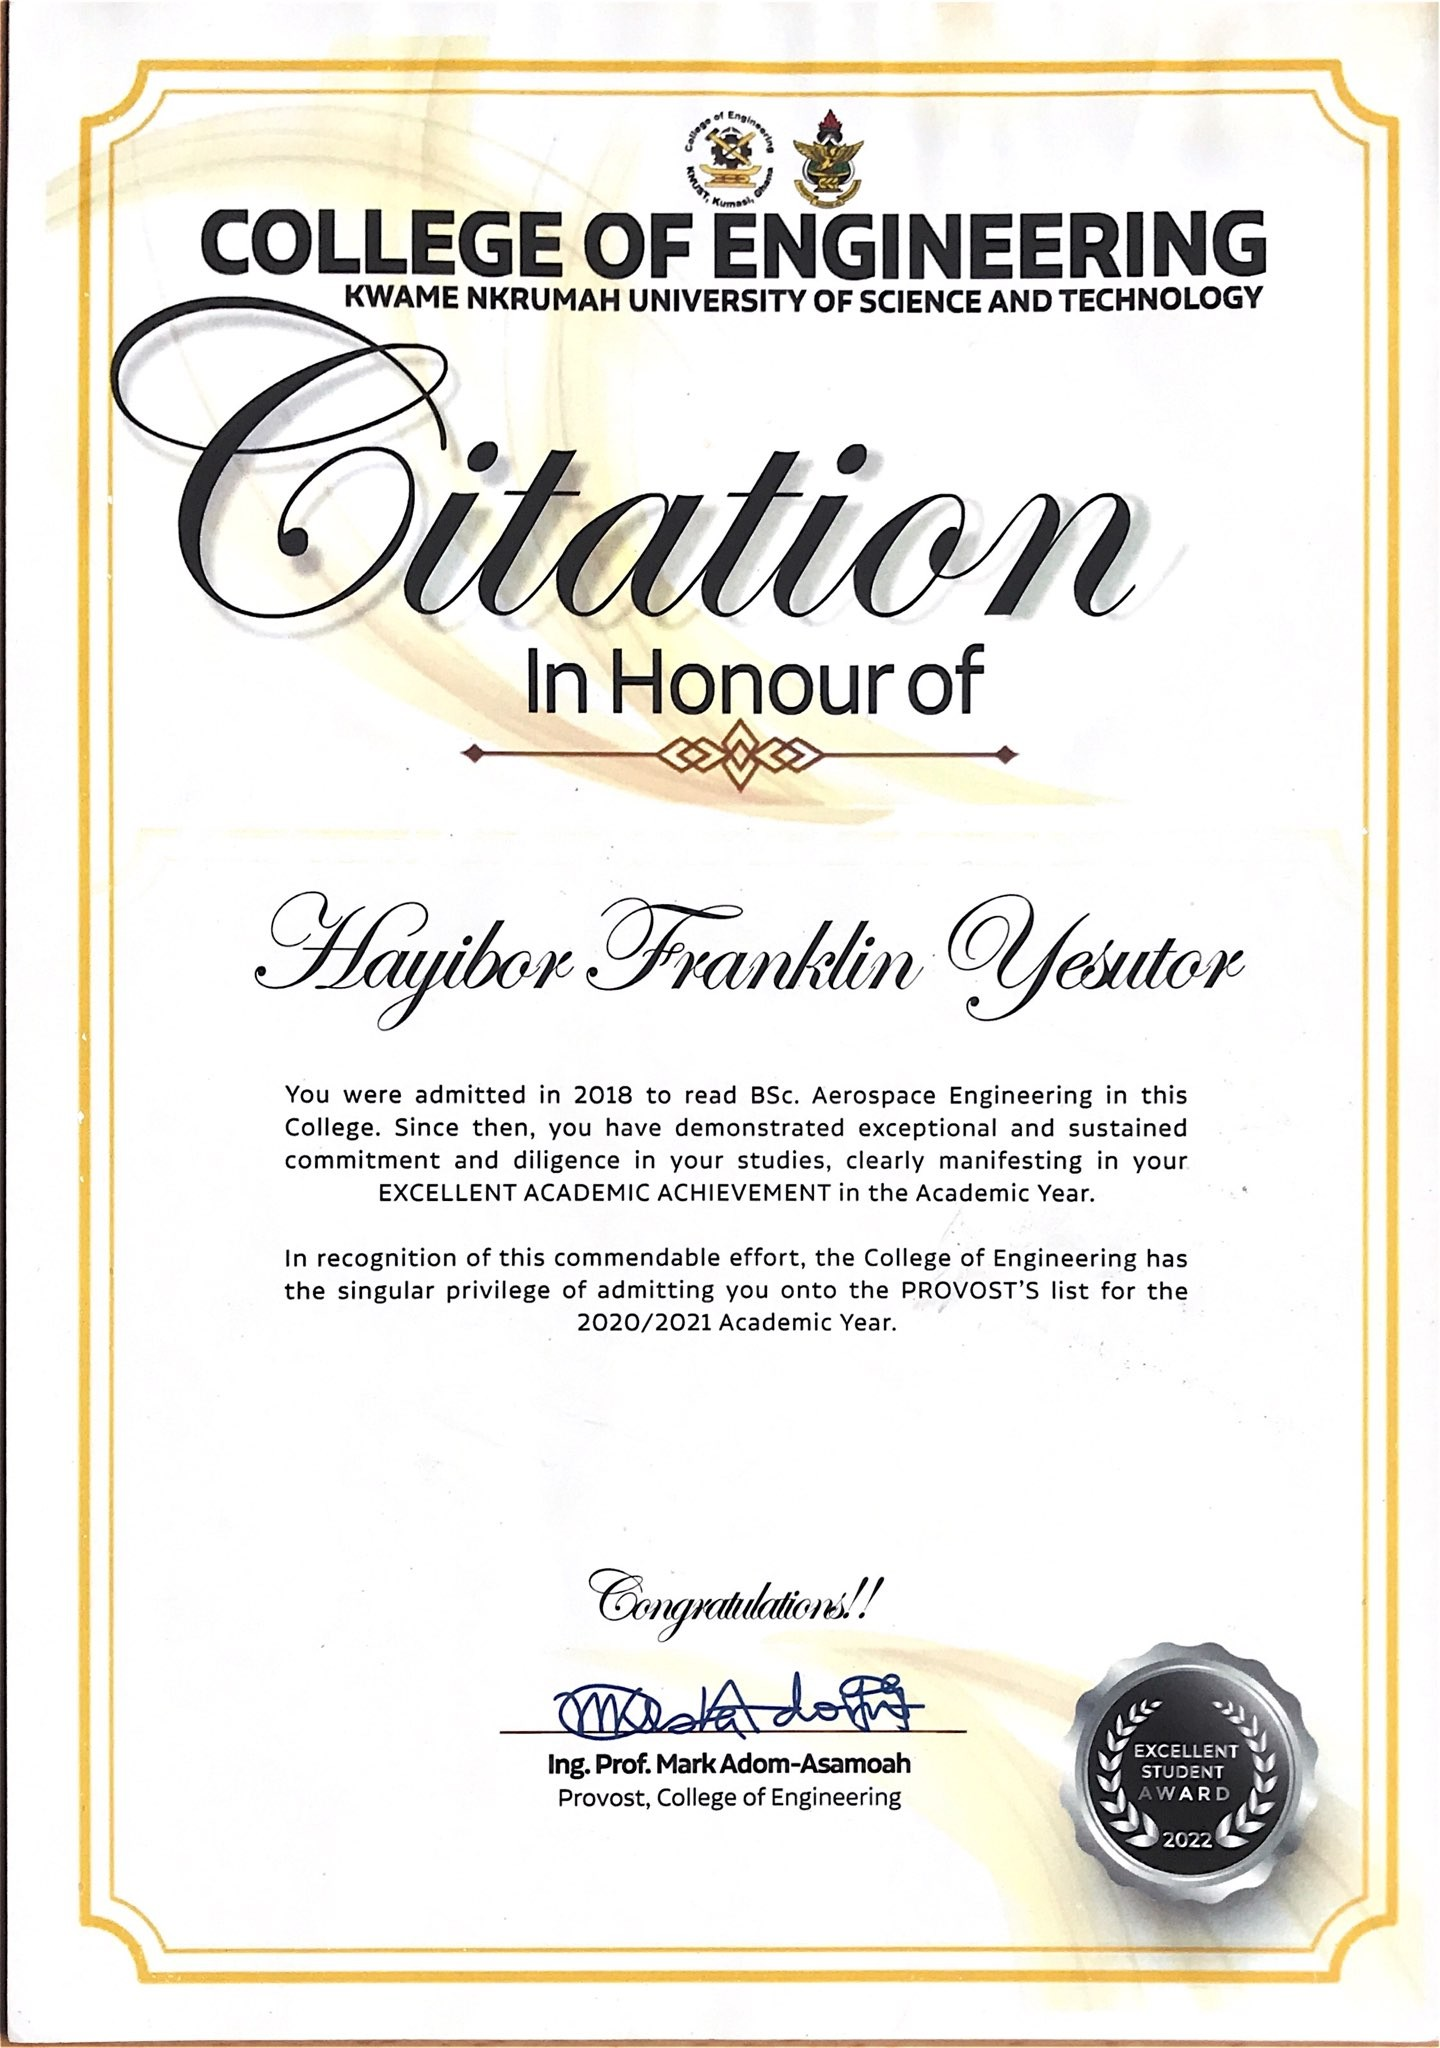 College of Engineering
KNUST, Kumasi, Ghana
COLLEGE OF ENGINEERING
KWAME NKRUMAH UNIVERSITY OF SCIENCE AND TECHNOLOGY
Citation
In Honour of
Hayibor Franklin Yesutor
You were admitted in 2018 to read BSc. Aerospace Engineering in this
College. Since then, you have demonstrated exceptional and sustained
commitment and diligence in your studies, clearly manifesting in your
EXCELLENT ACADEMIC ACHIEVEMENT in the Academic Year.
In recognition of this commendable effort, the College of Engineering has
the singular privilege of admitting you onto the PROVOST'S list for the
2020/2021 Academic Year.
Congratulations!!
Ing. Prof. Mark Adom-Asamoah
Provost, College of Engineering
EXCELLENT
STUDENT
AWARD
2022